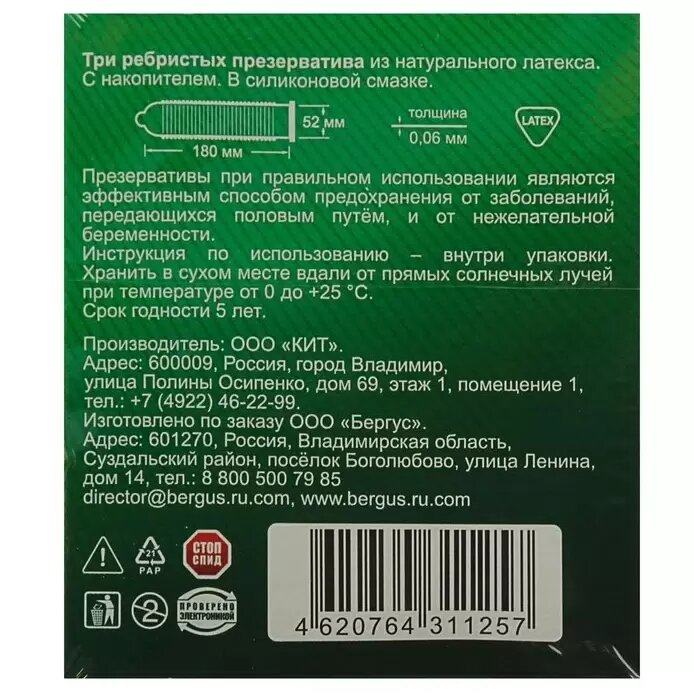 Три ребристых презерватива из натурального латекса.
С накопителем. В силиконовой смазке.
52 мм
180 мм
толщина
0,06 мм
LATEX
Презервативы при правильном использовании являются
эффективным способом предохранения от заболеваний,
передающихся половым путём, и от нежелательной
беременности.
Инструкция по использованию – внутри упаковки.
Хранить в сухом месте вдали от прямых солнечных лучей
при температуре от 0 до +25 °C.
Срок годности 5 лет.
Производитель: ООО «КИТ».
Адрес: 600009, Россия, город Владимир,
улица Полины Осипенко, дом 69, этаж 1, помещение 1,
тел.: +7 (4922) 46-22-99.
Изготовлено по заказу ООО «Бергус».
Адрес: 601270, Россия, Владимирская область,
Суздальский район, посёлок Боголюбово, улица Ленина,
дом 14, тел.: 8 800 500 79 85
director@bergus.ru.com, www.bergus.ru.com
21
PAP
СТОП
СПИД
2
ПРОВЕРЕНО
ЭЛЕКТРОНИКОЙ
4 620764 311257